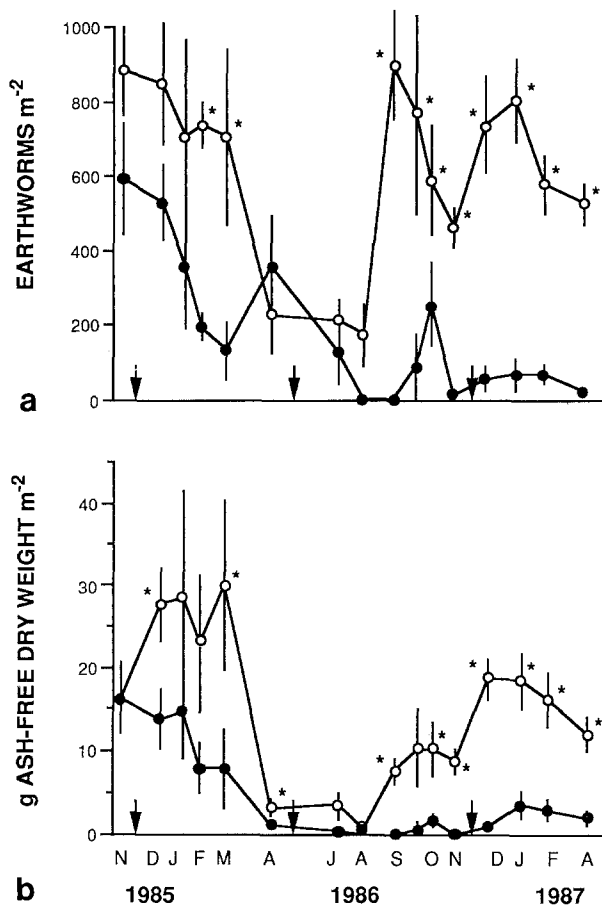 1000
800
600
400
200
0
EARTHWORMS m-2
* * * * * * * * * *
a
40
30
20
10
0
g ASH-FREE DRY WEIGHT m-2
* * * * * * * * * *
b
N D J F M A J A S O N D J F A
1985 1986 1987